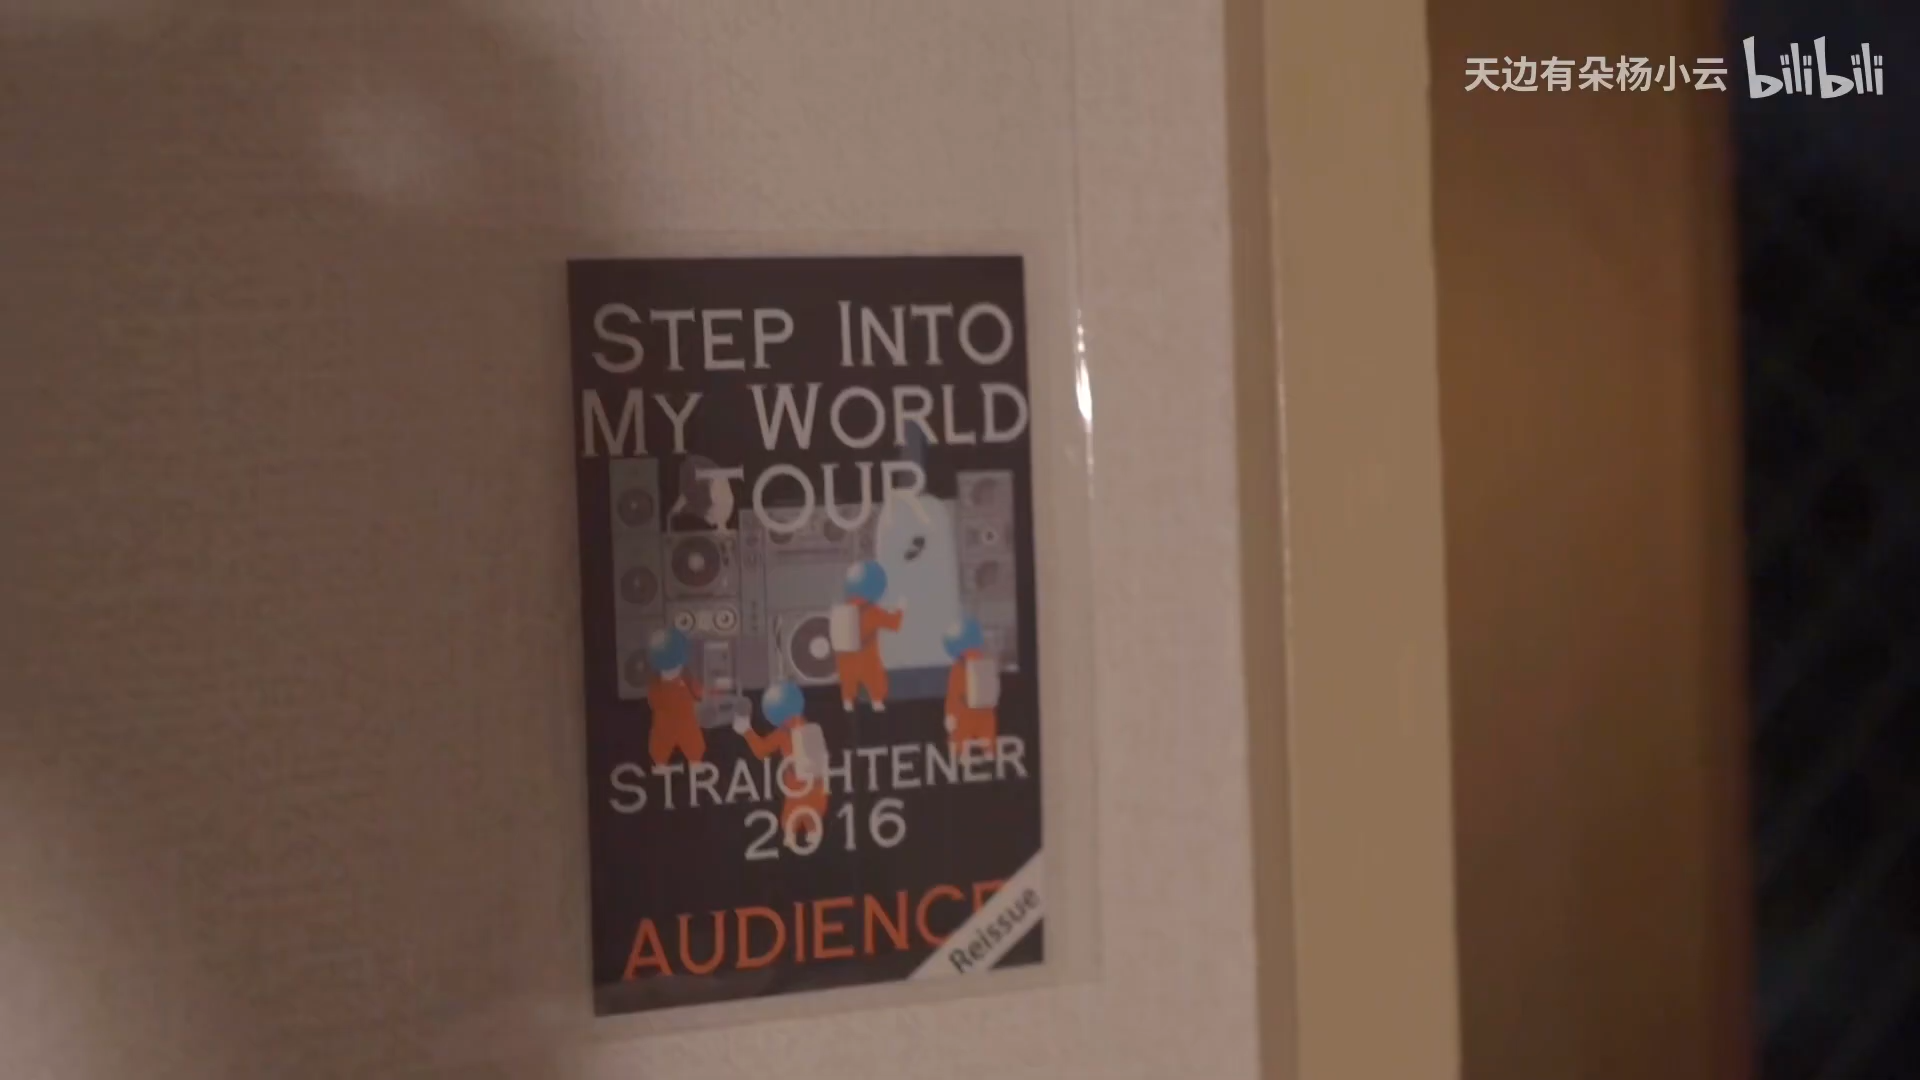 天边有朵杨小云 bilibili
STEP INTO
MY WORLD
TOUR
STRAIGHTENER
2016
AUDIENCE
Reissue